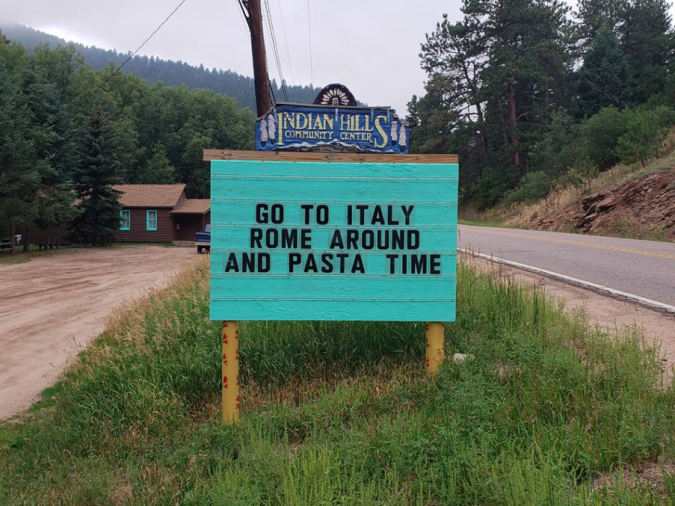 INDIAN HILLS
COMMUNITY CENTER
GO TO ITALY
ROME AROUND
AND PASTA TIME